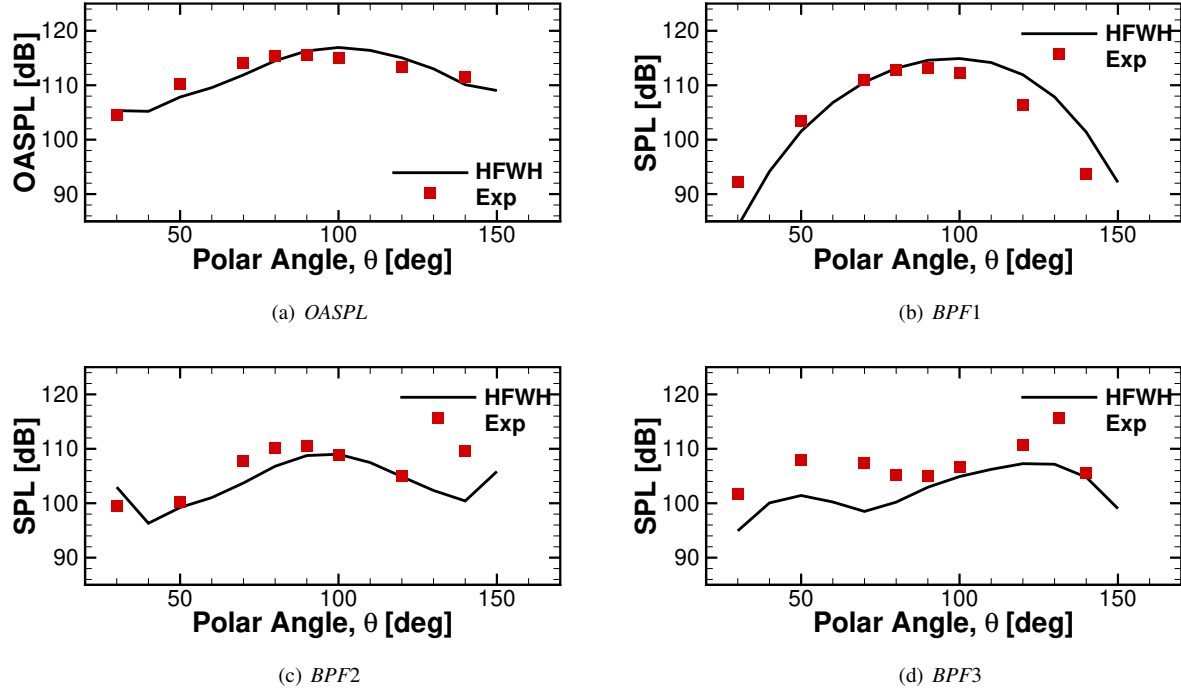 120
110
100
90
OASPL [dB]
HFWH
Exp
50
100
150
Polar Angle, θ [deg]
(a) OASPL
120
110
100
90
SPL [dB]
HFWH
Exp
50
100
150
Polar Angle, θ [deg]
(b) BPF1
120
110
100
90
SPL [dB]
HFWH
Exp
50
100
150
Polar Angle, θ [deg]
(c) BPF2
120
110
100
90
SPL [dB]
HFWH
Exp
50
100
150
Polar Angle, θ [deg]
(d) BPF3